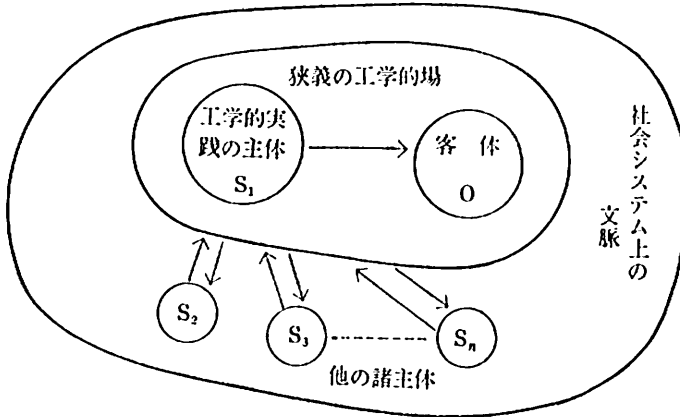 狭義の工学的場
工学的実
践の主体
S₁
客 体
O
社会システム上の
文脈
S₂
S₃
Sₙ
他の諸主体